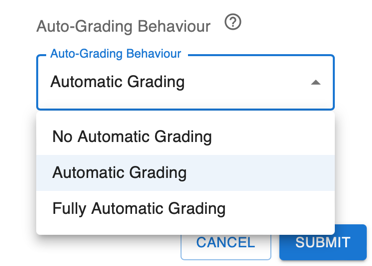 Auto-Grading Behaviour ?
Auto-Grading Behaviour
Automatic Grading
No Automatic Grading
Automatic Grading
Fully Automatic Grading
CANCEL SUBMIT